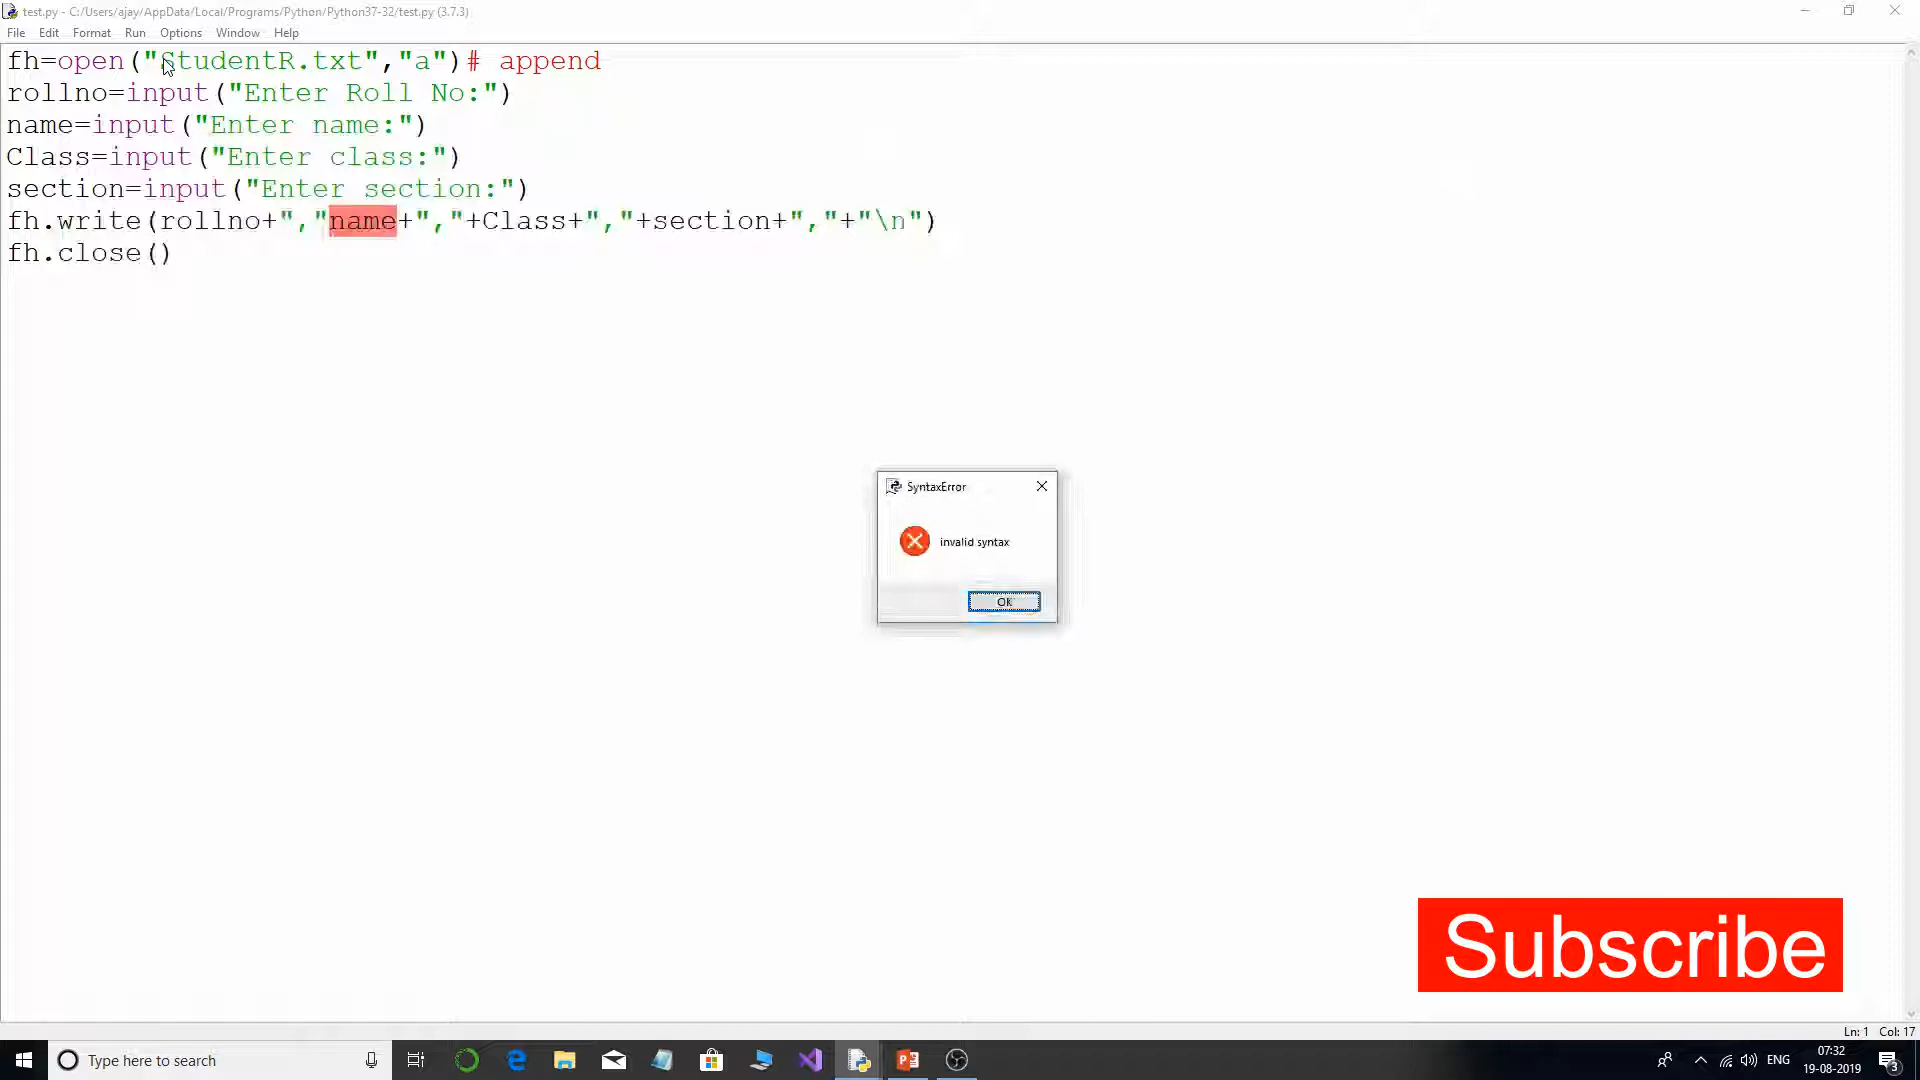 test.py - C:/Users/ajay/AppData/Local/Programs/Python/Python37-32/test.py (3.7.3)
File Edit Format Run Options Window Help
fh=open("StudentR.txt","a")# append
rollno=input("Enter Roll No:")
name=input("Enter name:")
Class=input("Enter class:")
section=input("Enter section:")
fh.write(rollno+","name+","+Class+","+section+","+"\n")
fh.close()
SyntaxError
invalid syntax
OK
Subscribe
Ln: 1 Col: 17
Type here to search
ENG
07:32
19-08-2019
3